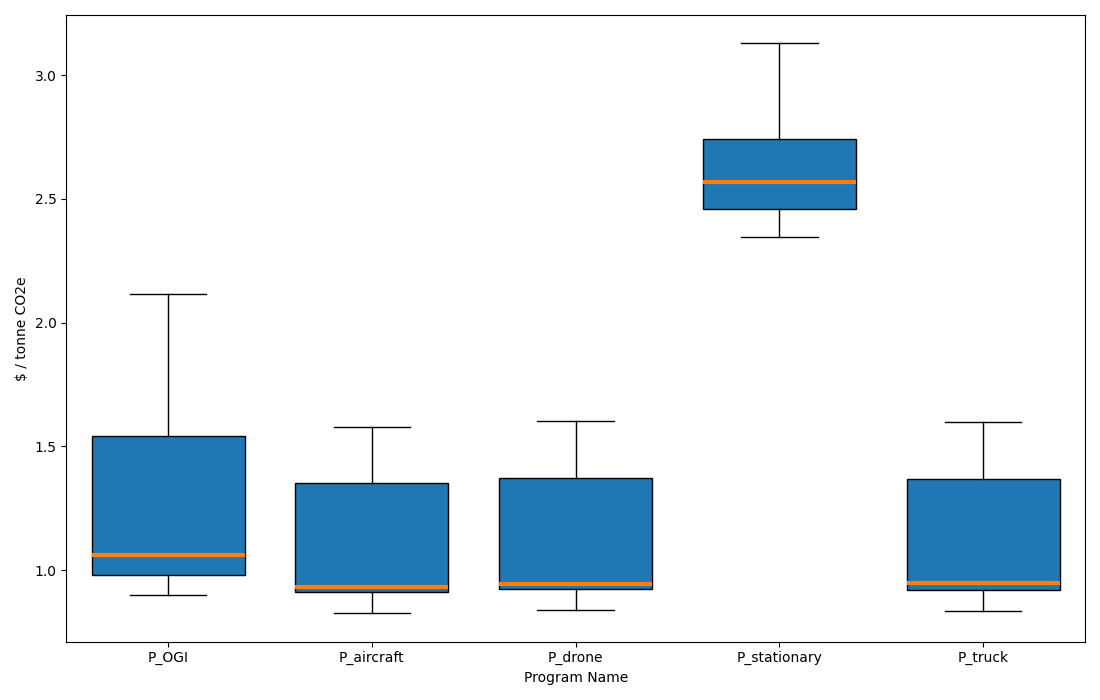 $ / tonne CO2e
3.0
2.5
2.0
1.5
1.0
P_OGI P_aircraft P_drone P_stationary P_truck
Program Name